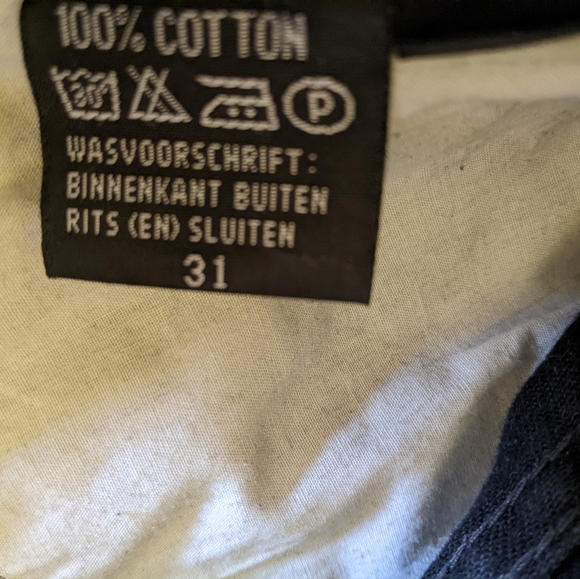 100% COTTON
30° P
WASVOORSCHRIFT:
BINNENKANT BUITEN
RITS (EN) SLUITEN
31